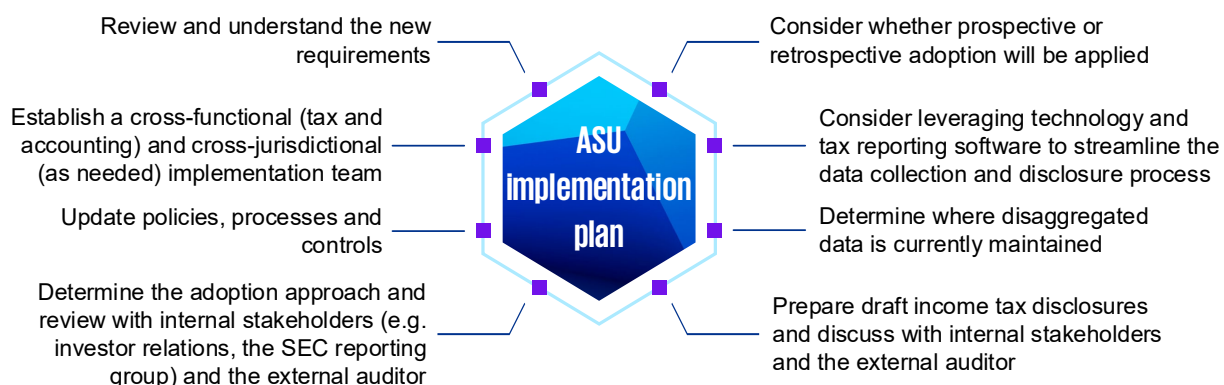 Review and understand the new
requirements
Establish a cross-functional (tax and
accounting) and cross-jurisdictional
(as needed) implementation team
Update policies, processes and
controls
Determine the adoption approach and
review with internal stakeholders (e.g.
investor relations, the SEC reporting
group) and the external auditor
ASU
implementation
plan
Consider whether prospective or
retrospective adoption will be applied
Consider leveraging technology and
tax reporting software to streamline the
data collection and disclosure process
Determine where disaggregated
data is currently maintained
Prepare draft income tax disclosures
and discuss with internal stakeholders
and the external auditor